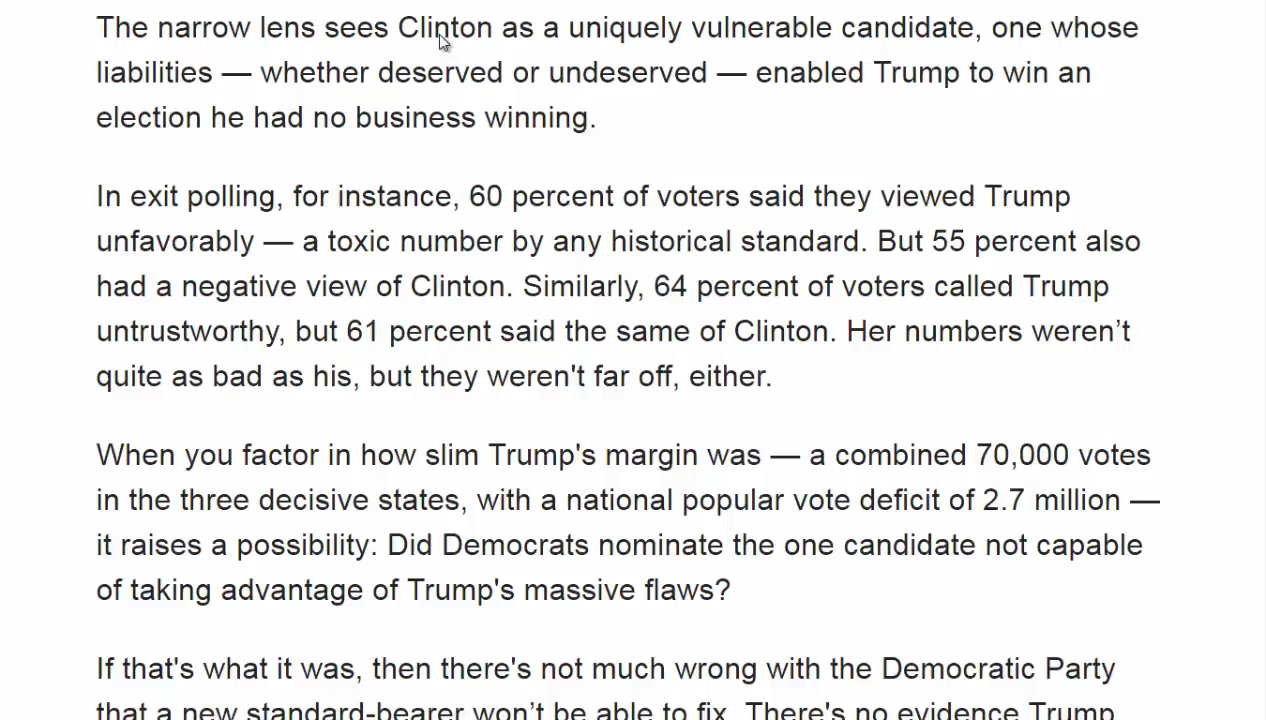 The narrow lens sees Clinton as a uniquely vulnerable candidate, one whose
liabilities — whether deserved or undeserved — enabled Trump to win an
election he had no business winning.
In exit polling, for instance, 60 percent of voters said they viewed Trump
unfavorably — a toxic number by any historical standard. But 55 percent also
had a negative view of Clinton. Similarly, 64 percent of voters called Trump
untrustworthy, but 61 percent said the same of Clinton. Her numbers weren’t
quite as bad as his, but they weren't far off, either.
When you factor in how slim Trump's margin was — a combined 70,000 votes
in the three decisive states, with a national popular vote deficit of 2.7 million —
it raises a possibility: Did Democrats nominate the one candidate not capable
of taking advantage of Trump's massive flaws?
If that's what it was, then there's not much wrong with the Democratic Party
that a new standard-bearer won’t be able to fix. There's no evidence Trump